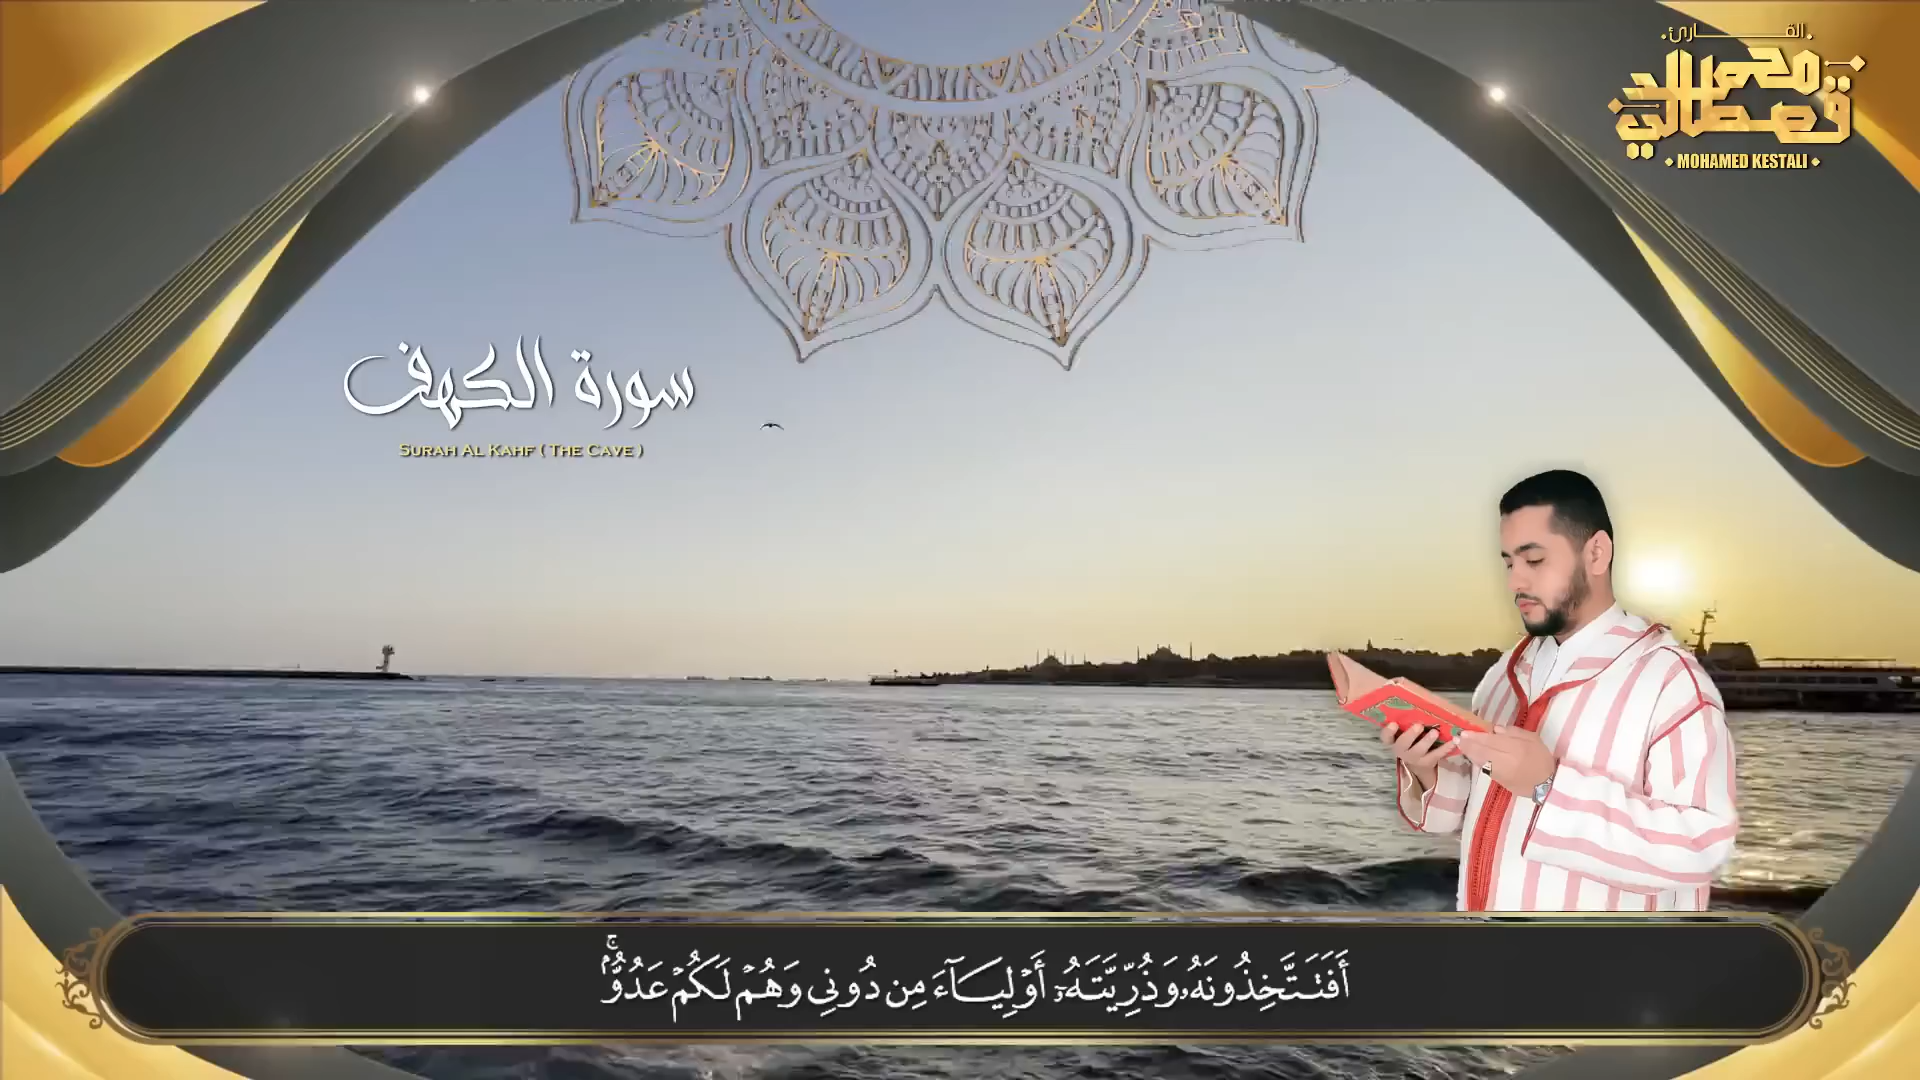 القارئ
محمد قصطالي
MOHAMED KESTALI
سورة الكهف
SURAH AL KAHF ( THE CAVE )
أَفَتَتَّخِذُونَهُۥ وَذُرِّيَّتَهُۥٓ أَوْلِيَآءَ مِن دُونِى وَهُمْ لَكُمْ عَدُوٌّۢ ۚ